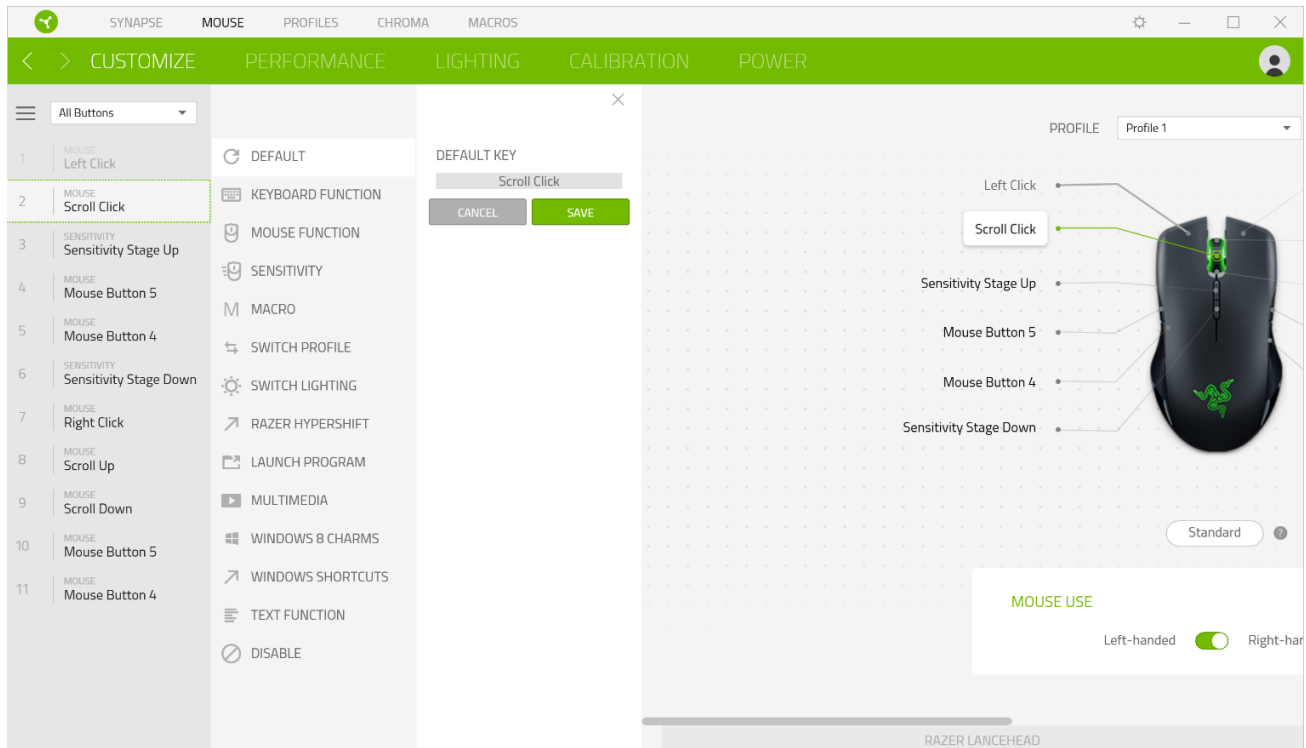 SYNAPSE MOUSE PROFILES CHROMA MACROS
CUSTOMIZE PERFORMANCE LIGHTING CALIBRATION POWER
All Buttons
1 MOUSE
Left Click
2 MOUSE
Scroll Click
3 SENSITIVITY
Sensitivity Stage Up
4 MOUSE
Mouse Button 5
5 MOUSE
Mouse Button 4
6 SENSITIVITY
Sensitivity Stage Down
7 MOUSE
Right Click
8 MOUSE
Scroll Up
9 MOUSE
Scroll Down
10 MOUSE
Mouse Button 5
11 MOUSE
Mouse Button 4
DEFAULT
KEYBOARD FUNCTION
MOUSE FUNCTION
SENSITIVITY
MACRO
SWITCH PROFILE
SWITCH LIGHTING
RAZER HYPERSHIFT
LAUNCH PROGRAM
MULTIMEDIA
WINDOWS 8 CHARMS
WINDOWS SHORTCUTS
TEXT FUNCTION
DISABLE
DEFAULT KEY
Scroll Click
CANCEL SAVE
PROFILE Profile 1
Left Click
Scroll Click
Sensitivity Stage Up
Mouse Button 5
Mouse Button 4
Sensitivity Stage Down
Standard ?
MOUSE USE
Left-handed Right-har
RAZER LANCEHEAD